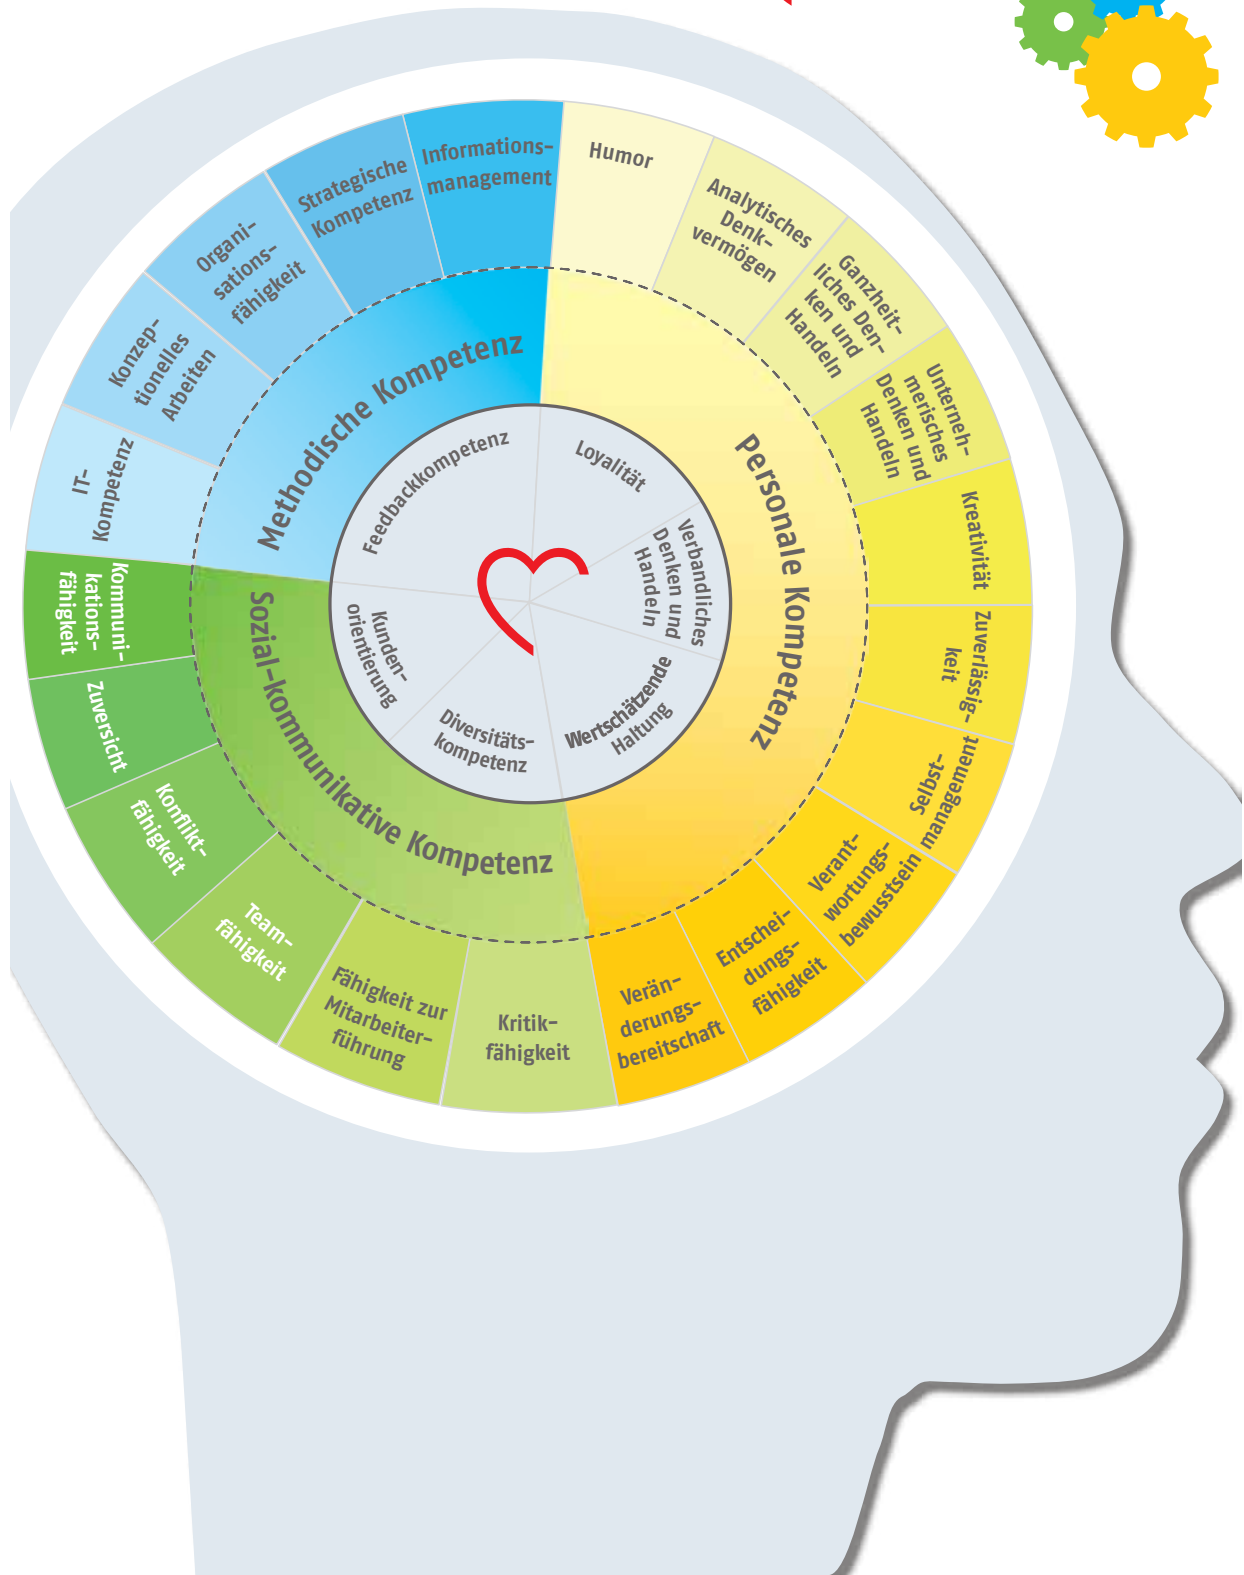 Humor
Analytisches
Denk-
vermögen
Ganzheit-
liches Den-
ken und
Handeln
Unterneh-
merisches
Denken und
Handeln
Kreativität
Zuverlässig-
keit
Selbst-
management
Verant-
wortungs-
bewusstsein
Entschei-
dungs-
fähigkeit
Verän-
derungs-
bereitschaft
Kritik-
fähigkeit
Fähigkeit zur
Mitarbeiter-
führung
Team-
fähigkeit
Konflikt-
fähigkeit
Zuversicht
Kommuni-
kations-
fähigkeit
IT-
Kompetenz
Konzep-
tionelles
Arbeiten
Organi-
sations-
fähigkeit
Strategische
Kompetenz
Informations-
management
Methodische Kompetenz
Personale Kompetenz
Sozial-kommunikative Kompetenz
Feedbackkompetenz
Loyalität
Verbandliches
Denken und
Handeln
Wertschätzende
Haltung
Diversitäts-
kompetenz
Kunden-
orientierung